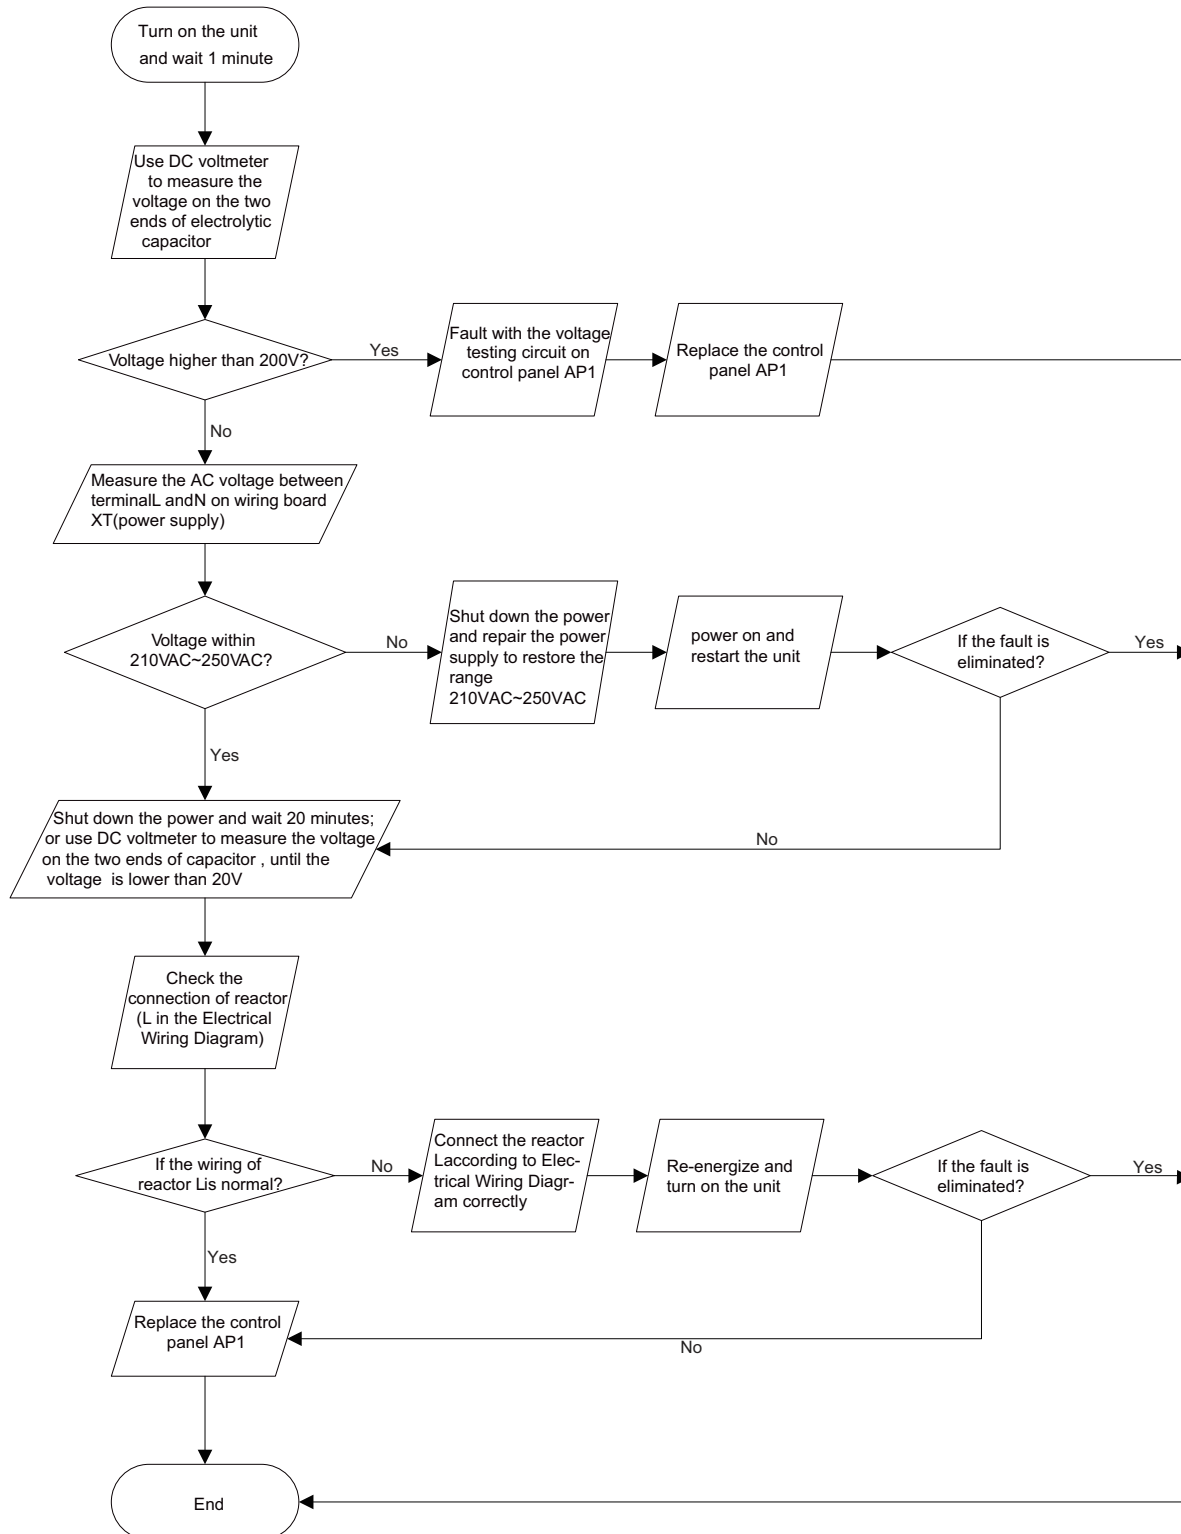 Turn on the unit
and wait 1 minute
Use DC voltmeter
to measure the
voltage on the two
ends of electrolytic
capacitor
Voltage higher than 200V?
Yes
Fault with the voltage
testing circuit on
control panel AP1
Replace the control
panel AP1
No
Measure the AC voltage between
terminalL andN on wiring board
XT(power supply)
Voltage within
210VAC~250VAC?
No
Shut down the power
and repair the power
supply to restore the
range
210VAC~250VAC
power on and
restart the unit
If the fault is
eliminated?
Yes
Yes
No
Shut down the power and wait 20 minutes;
or use DC voltmeter to measure the voltage
on the two ends of capacitor , until the
voltage is lower than 20V
Check the
connection of reactor
(L in the Electrical
Wiring Diagram)
If the wiring of
reactor Lis normal?
No
Connect the reactor
Laccording to Elec-
trical Wiring Diagr-
am correctly
Re-energize and
turn on the unit
If the fault is
eliminated?
Yes
Yes
No
Replace the control
panel AP1
End